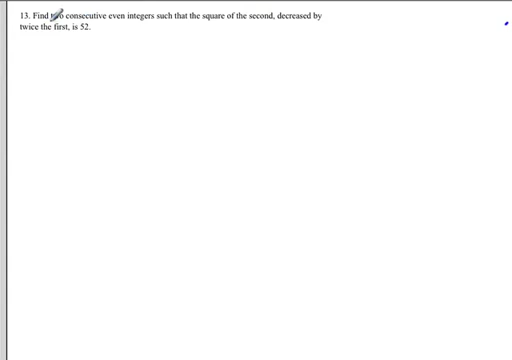 13. Find two consecutive even integers such that the square of the second, decreased by
twice the first, is 52.